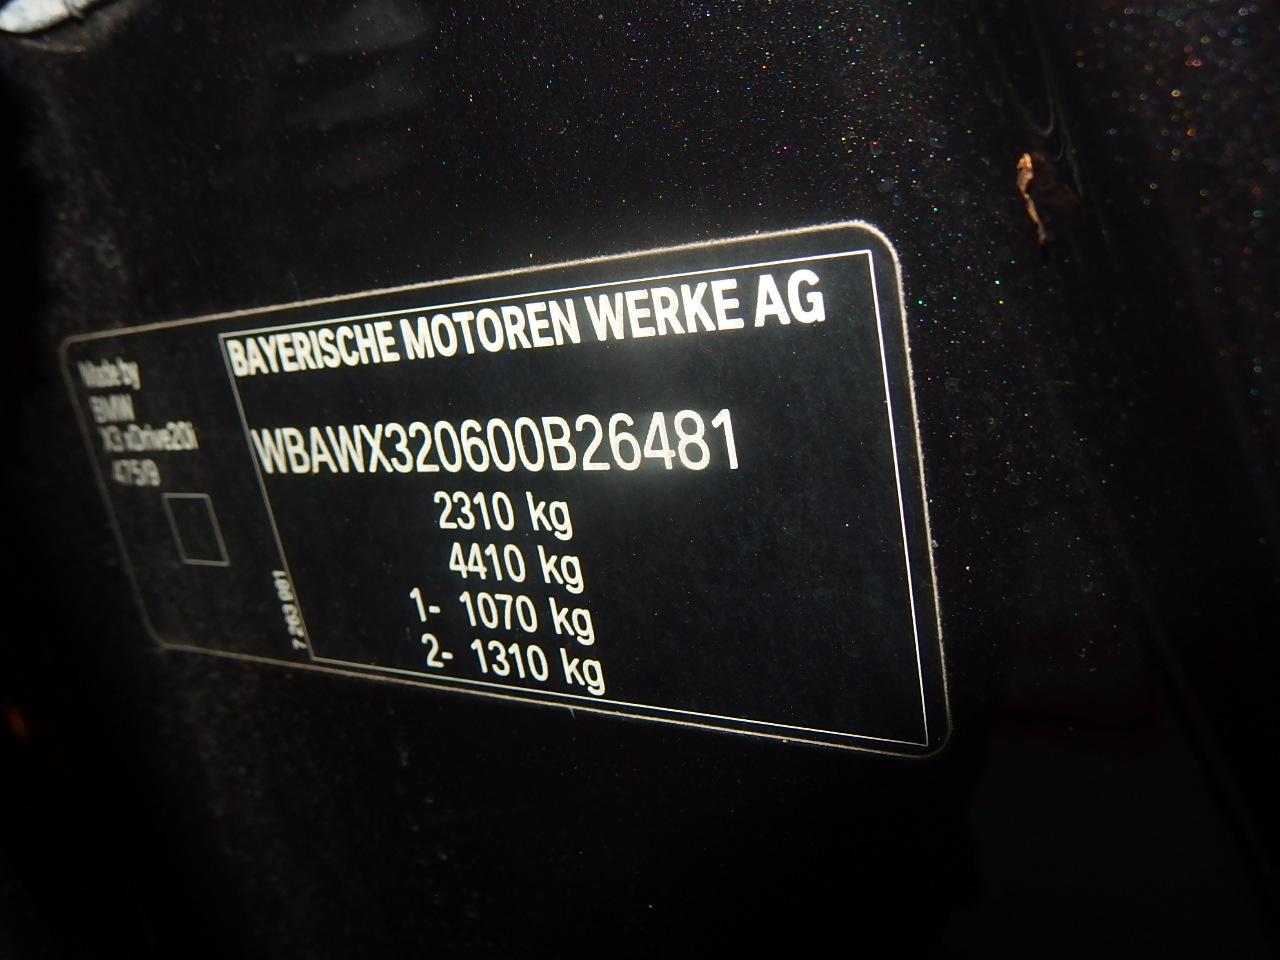 BAYERISCHE MOTOREN WERKE AG
WBAWX320600B26481
2310 kg
4410 kg
1- 1070 kg
2- 1310 kg
Made by
BMW
X3 xDrive20i
475/9
7 263 661